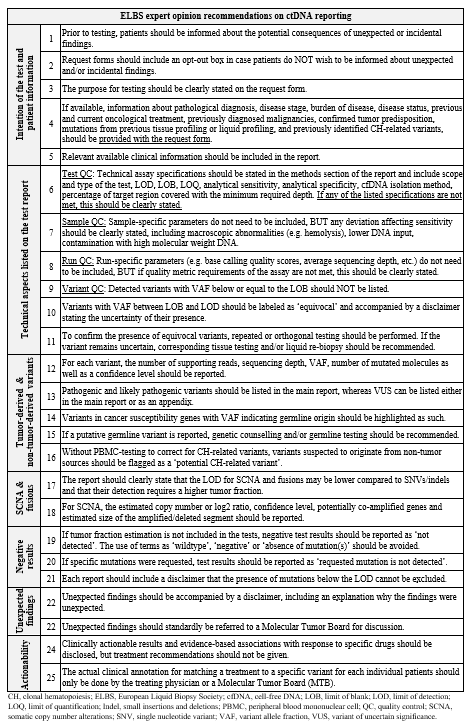 ELBS expert opinion recommendations on ctDNA reporting
Intention of the test and
patient information
1
Prior to testing, patients should be informed about the potential consequences of unexpected or incidental
findings.
2
Request forms should include an opt-out box in case patients do NOT wish to be informed about unexpected
and/or incidental findings.
3
The purpose for testing should be clearly stated on the request form.
4
If available, information about pathological diagnosis, disease stage, burden of disease, disease status, previous
and current oncological treatment, previously diagnosed malignancies, confirmed tumor predisposition,
mutations from previous tissue profiling or liquid profiling, and previously identified CH-related variants,
should be provided with the request form.
5
Relevant available clinical information should be included in the report.
Technical aspects listed on the test report
6
Test QC: Technical assay specifications should be stated in the methods section of the report and include scope
and type of the test, LOD, LOB, LOQ, analytical sensitivity, analytical specificity, cfDNA isolation method,
percentage of target region covered with the minimum required depth. If any of the listed specifications are not
met, this should be clearly stated.
7
Sample QC: Sample-specific parameters do not need to be included, BUT any deviation affecting sensitivity
should be clearly stated, including macroscopic abnormalities (e.g. hemolysis), lower DNA input,
contamination with high molecular weight DNA.
8
Run QC: Run-specific parameters (e.g. base calling quality scores, average sequencing depth, etc.) do not need
to be included, BUT if quality metric requirements of the assay are not met, this should be clearly stated.
9
Variant QC: Detected variants with VAF below or equal to the LOB should NOT be listed.
10
Variants with VAF between LOB and LOD should be labeled as ‘equivocal’ and accompanied by a disclaimer
stating the uncertainty of their presence.
11
To confirm the presence of equivocal variants, repeated or orthogonal testing should be performed. If the
variant remains uncertain, corresponding tissue testing and/or liquid re-biopsy should be recommended.
Tumor-derived &
non-tumor-derived variants
12
For each variant, the number of supporting reads, sequencing depth, VAF, number of mutated molecules as
well as a confidence level should be reported.
13
Pathogenic and likely pathogenic variants should be listed in the main report, whereas VUS can be listed either
in the main report or as an appendix.
14
Variants in cancer susceptibility genes with VAF indicating germline origin should be highlighted as such.
15
If a putative germline variant is reported, genetic counselling and/or germline testing should be recommended.
16
Without PBMC-testing to correct for CH-related variants, variants suspected to originate from non-tumor
sources should be flagged as a ‘potential CH-related variant’.
SCNA &
fusions
17
The report should clearly state that the LOD for SCNA and fusions may be lower compared to SNVs/indels
and that their detection requires a higher tumor fraction.
18
For SCNA, the estimated copy number or log2 ratio, confidence level, potentially co-amplified genes and
estimated size of the amplified/deleted segment should be reported.
Negative
results
19
If tumor fraction estimation is not included in the tests, negative test results should be reported as ‘not
detected’. The use of terms as ‘wildtype’, ‘negative’ or ‘absence of mutation(s)’ should be avoided.
20
If specific mutations were requested, test results should be reported as ‘requested mutation is not detected’.
21
Each report should include a disclaimer that the presence of mutations below the LOD cannot be excluded.
Unexpected
findings
22
Unexpected findings should be accompanied by a disclaimer, including an explanation why the findings were
unexpected.
22
Unexpected findings should standardly be referred to a Molecular Tumor Board for discussion.
Actionability
24
Clinically actionable results and evidence-based associations with response to specific drugs should be
disclosed, but treatment recommendations should not be given.
25
The actual clinical annotation for matching a treatment to a specific variant for each individual patients should
only be done by the treating physician or a Molecular Tumor Board (MTB).
CH, clonal hematopoiesis; ELBS, European Liquid Biopsy Society; cfDNA, cell-free DNA; LOB, limit of blank; LOD, limit of detection;
LOQ, limit of quantification; Indel, small insertions and deletions; PBMC, peripheral blood mononuclear cell; QC, quality control; SCNA,
somatic copy number alterations; SNV, single nucleotide variant; VAF, variant allele fraction, VUS, variant of uncertain significance.